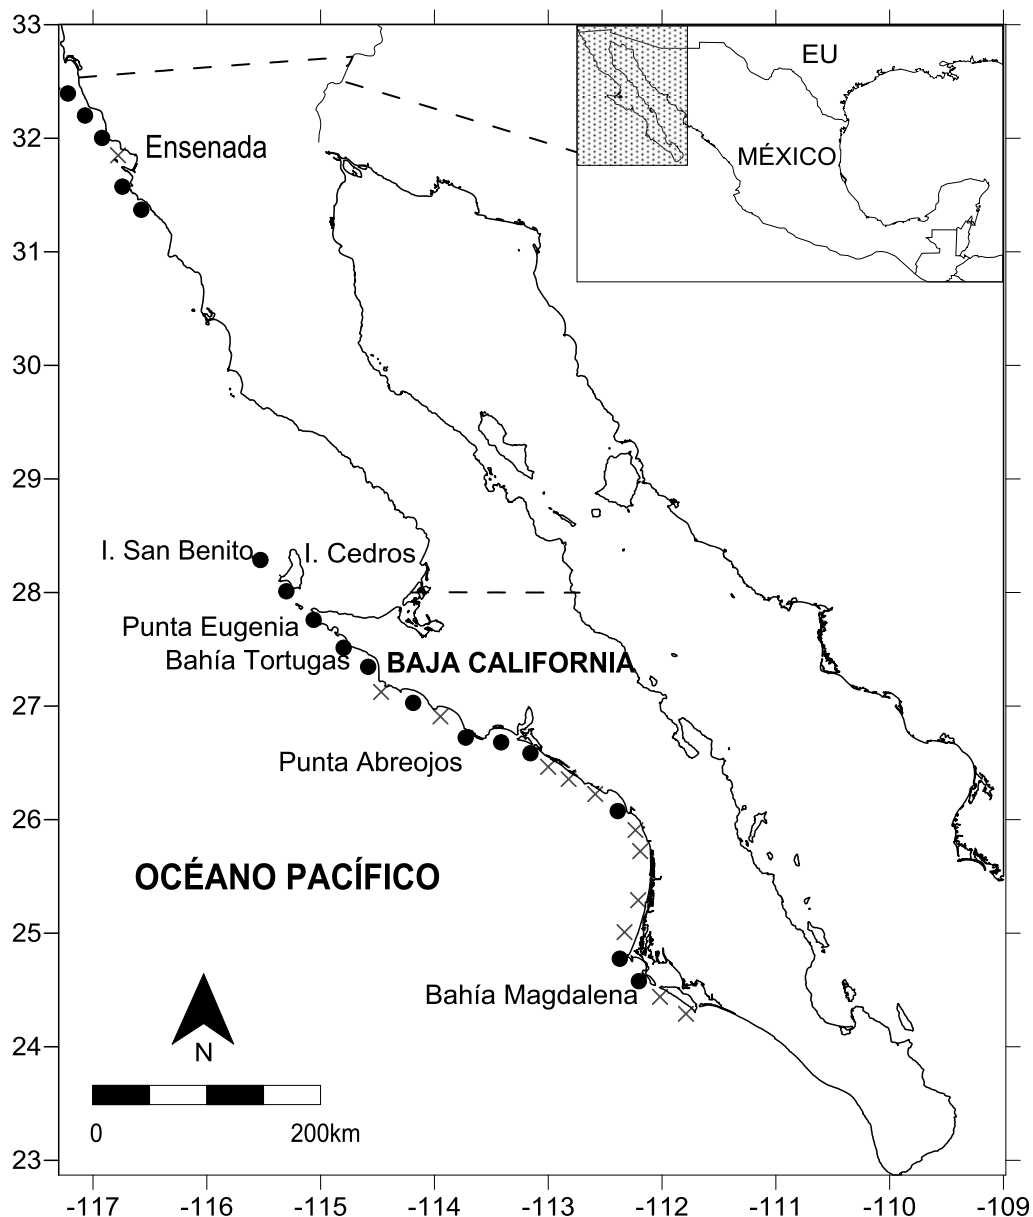 33
EU
32
Ensenada
MÉXICO
31
30
29
I. San Benito
I. Cedros
28
Punta Eugenia
Bahía Tortugas
BAJA CALIFORNIA
27
Punta Abreojos
26
OCÉANO PACÍFICO
25
Bahía Magdalena
24
N
0
200km
23
-117 -116 -115 -114 -113 -112 -111 -110 -109